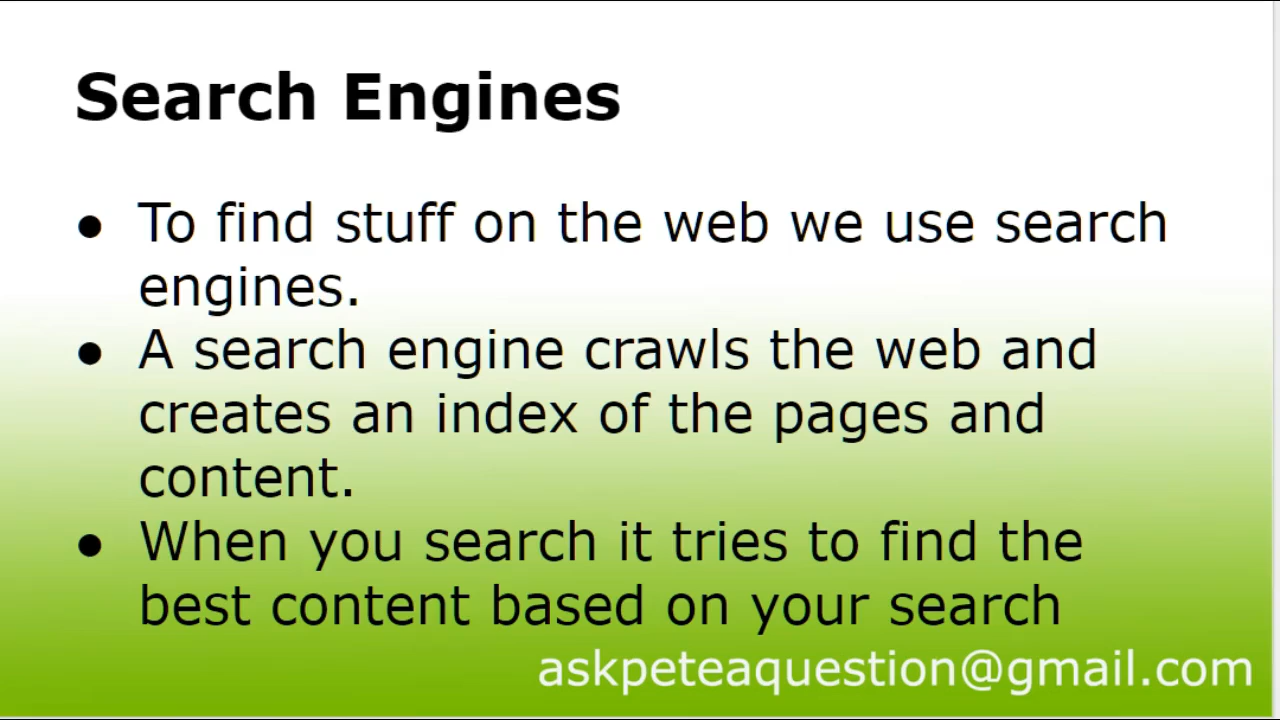 Search Engines
● To find stuff on the web we use search
engines.
● A search engine crawls the web and
creates an index of the pages and
content.
● When you search it tries to find the
best content based on your search
askpeteaquestion@gmail.com